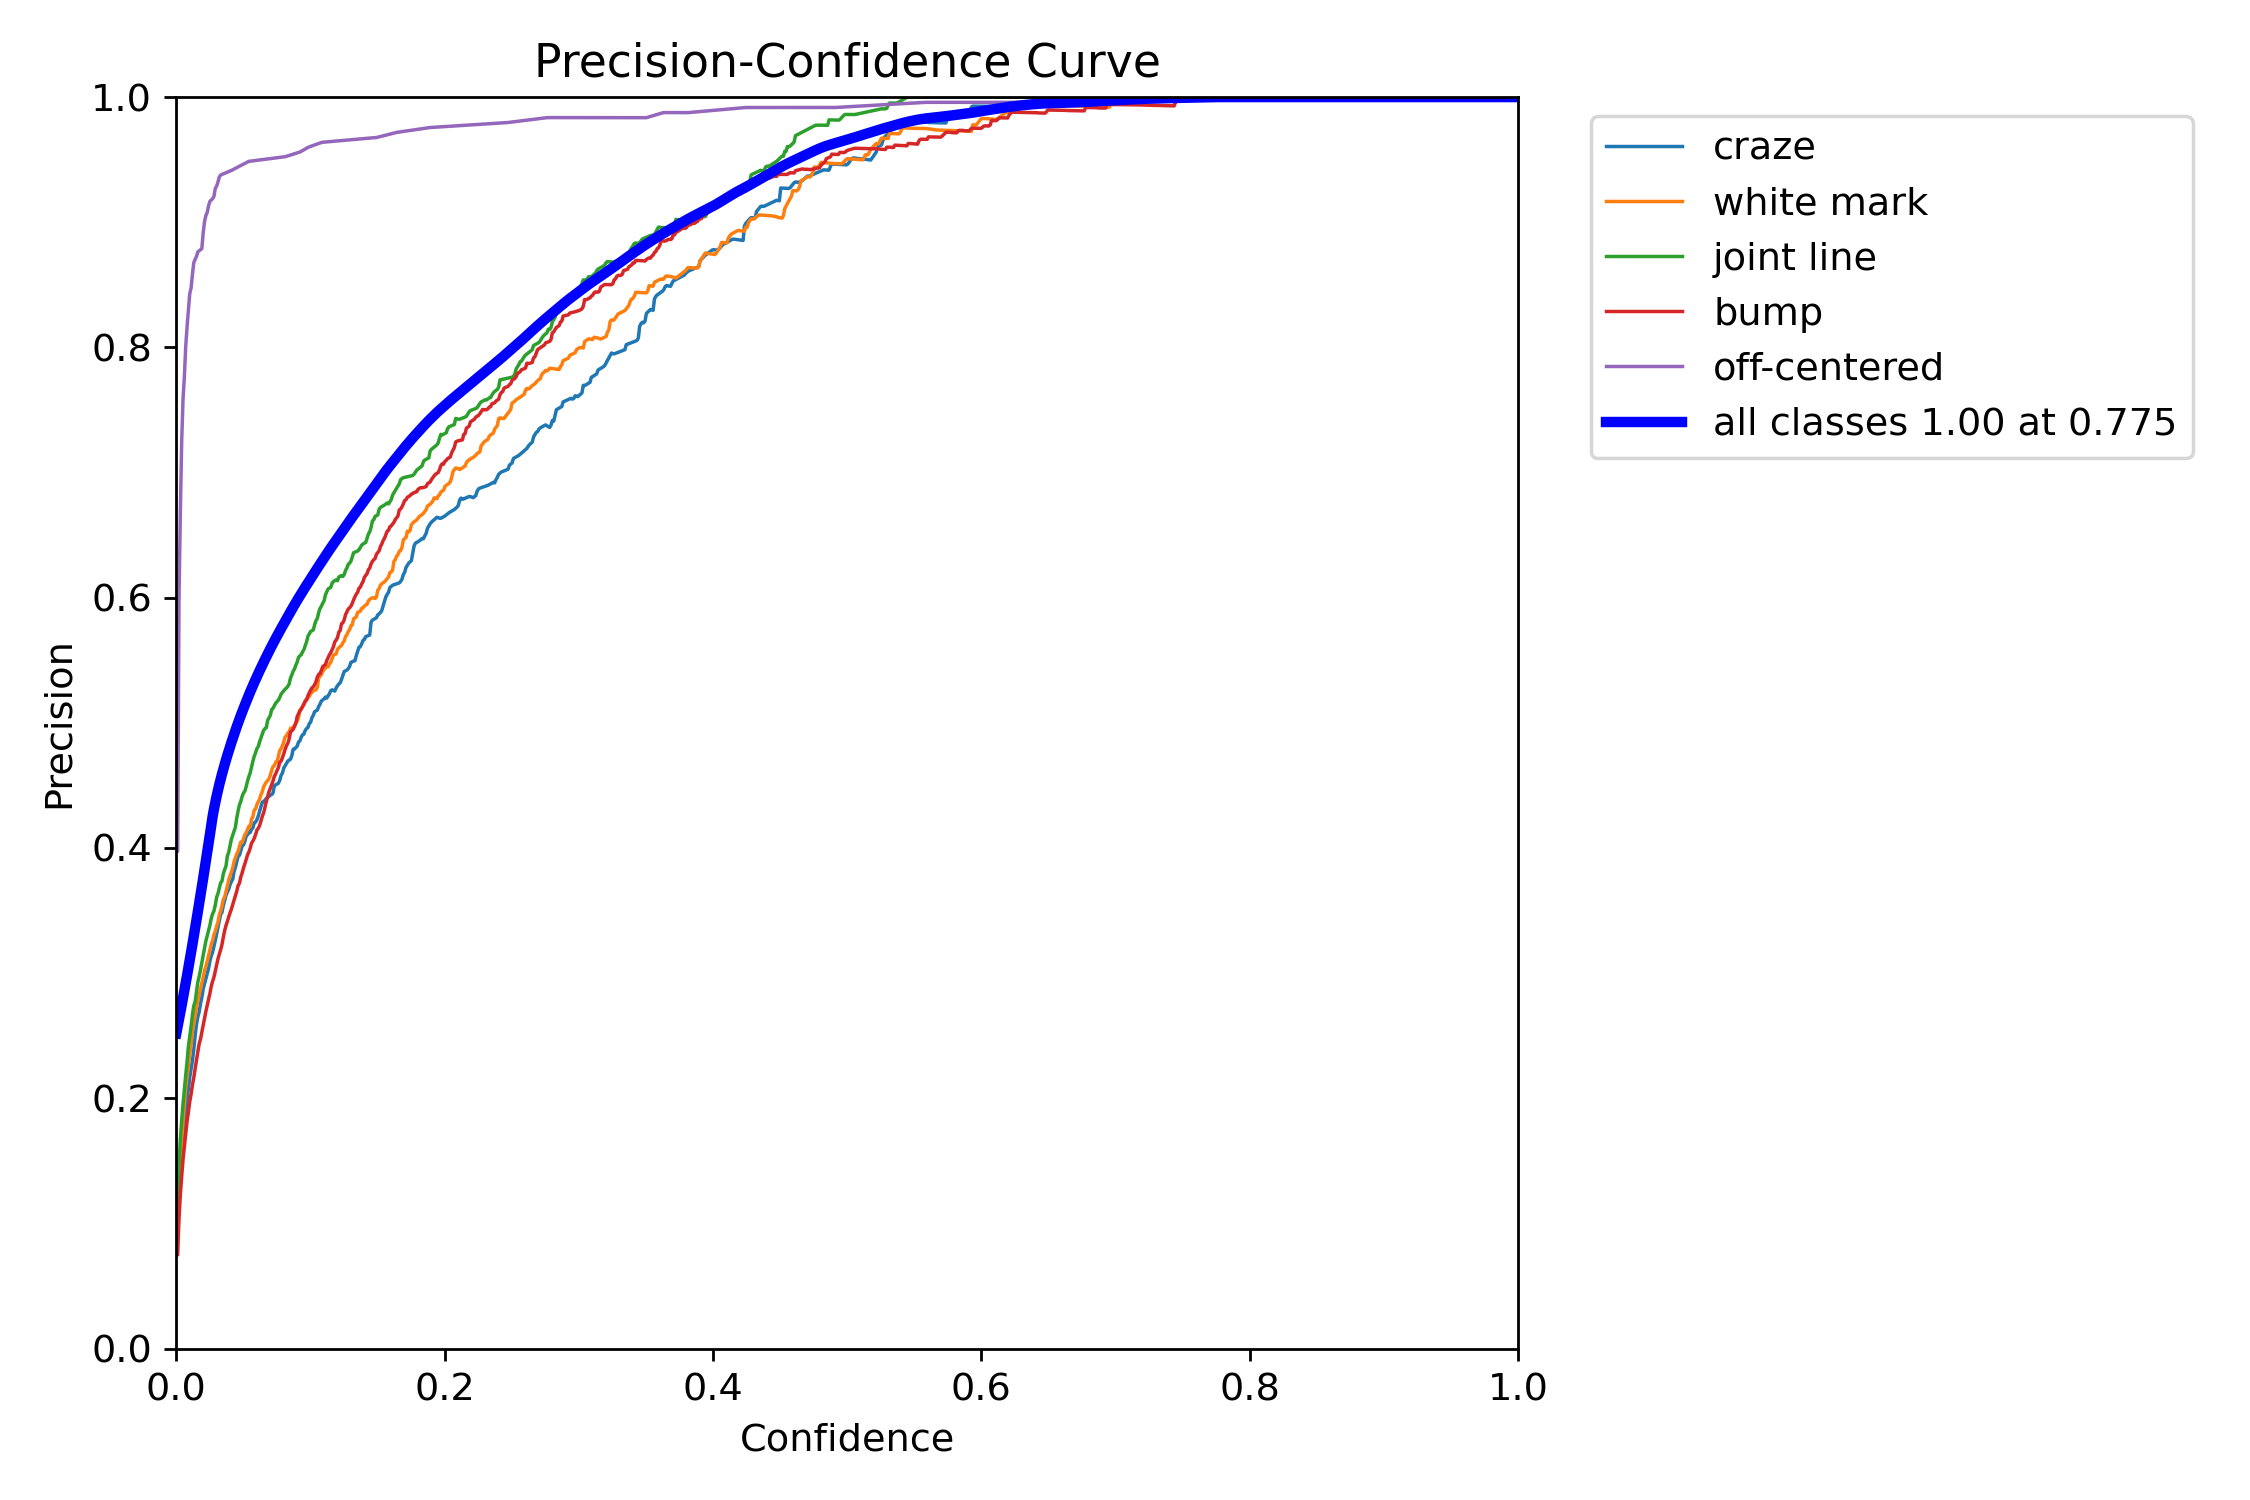 Precision-Confidence Curve
1.0
0.8
0.6
0.4
0.2
0.0
Precision
0.0 0.2 0.4 0.6 0.8 1.0
Confidence
craze
white mark
joint line
bump
off-centered
all classes 1.00 at 0.775